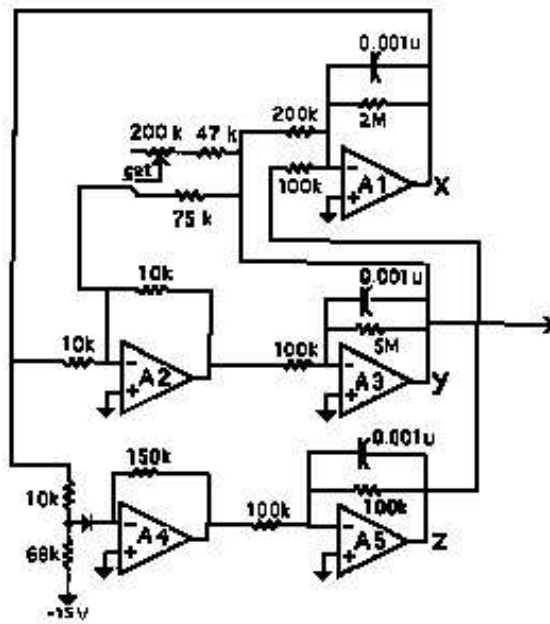 0.001u
200k
2M
200 k
47 k
100k
- A1
+
X
set
75 k
10k
0.001u
10k
- A2
+
100k
5M
- A3
+
y
150k
0.001u
10k
100k
100k
- A4
+
- A5
+
z
68k
-15V